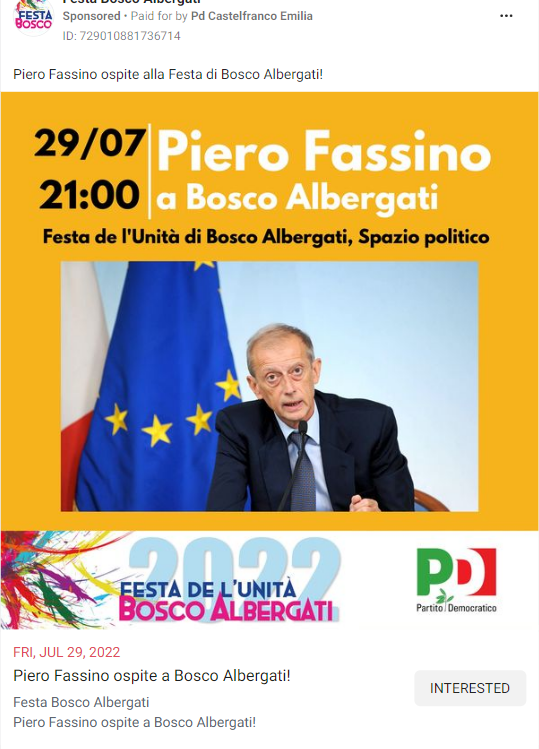 Festa Bosco Albergati
Sponsored • Paid for by Pd Castelfranco Emilia
ID: 729010881736714
Piero Fassino ospite alla Festa di Bosco Albergati!
29/07
21:00
Piero Fassino
a Bosco Albergati
Festa de l'Unità di Bosco Albergati, Spazio politico
2022
FESTA DE L'UNITÀ
BOSCO ALBERGATI
PD
Partito Democratico
FRI, JUL 29, 2022
Piero Fassino ospite a Bosco Albergati!
INTERESTED
Festa Bosco Albergati
Piero Fassino ospite a Bosco Albergati!